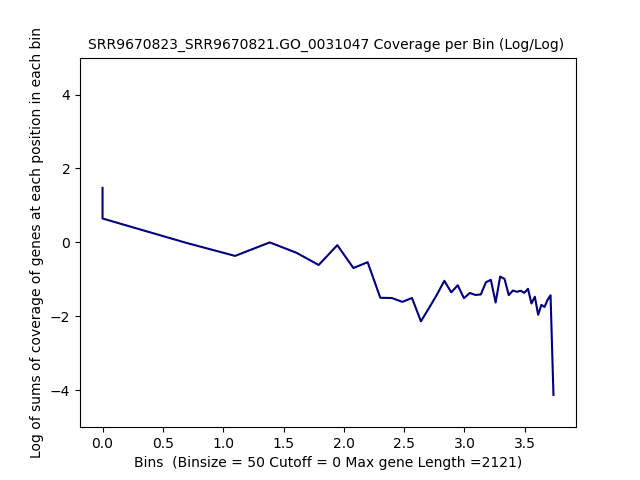 SRR9670823_SRR9670821.GO_0031047 Coverage per Bin (Log/Log)
Log of sums of coverage of genes at each position in each bin
4
2
0
−2
−4
0.0 0.5 1.0 1.5 2.0 2.5 3.0 3.5
Bins  (Binsize = 50 Cutoff = 0 Max gene Length =2121)